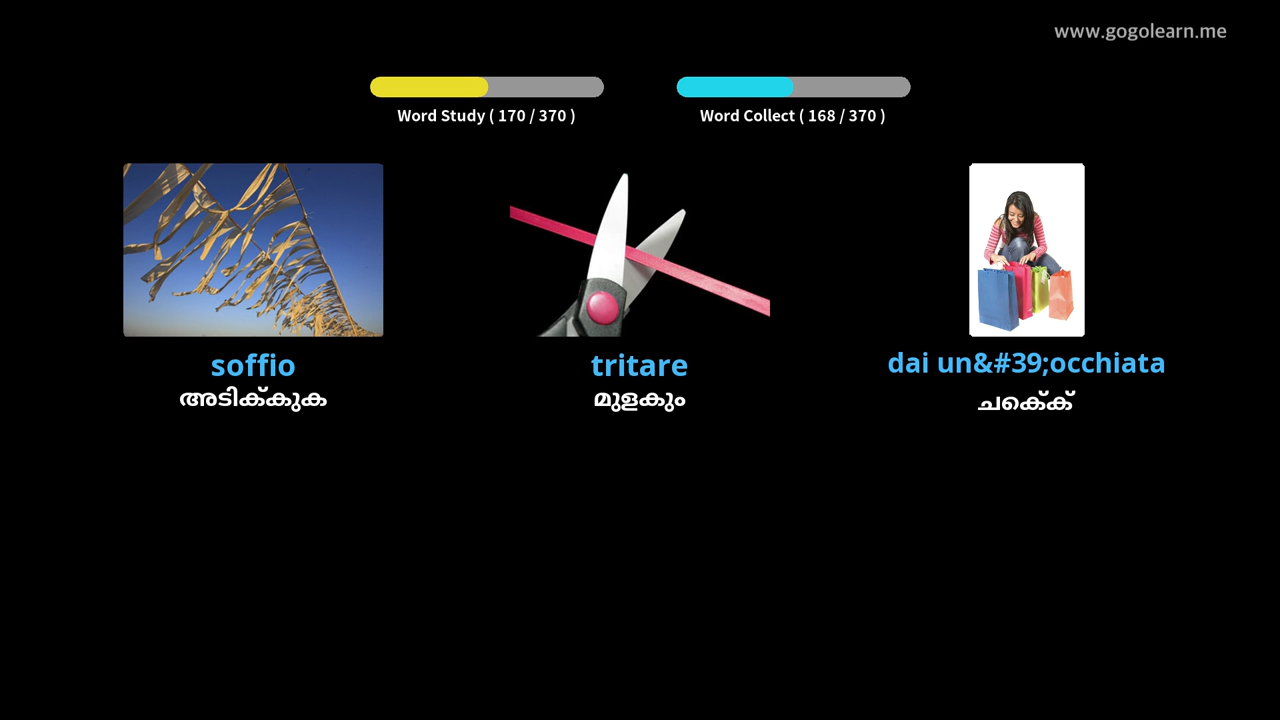 www.gogolearn.me
Word Study ( 170 / 370 )
Word Collect ( 168 / 370 )
soffio
tritare
dai un&#39;occhiata
അടിക്കുക
മുളകും
ചക്കെ്